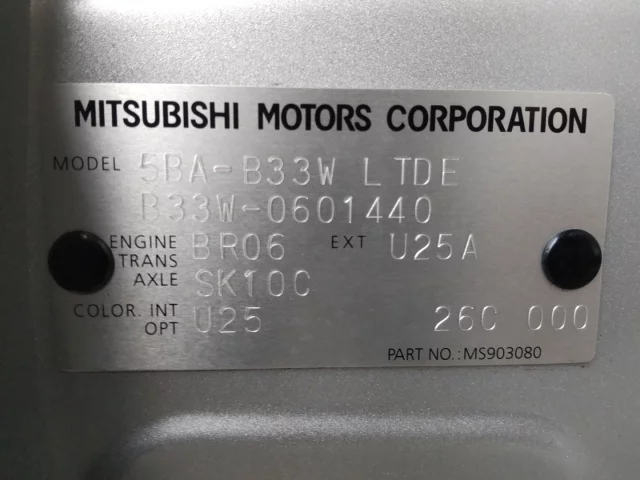 MITSUBISHI MOTORS CORPORATION
MODEL 5BA-B33W LTDE
B33W-0601440
ENGINE BR06 EXT U25A
TRANS
AXLE SK10C
COLOR. INT U25 26C 000
OPT
PART NO.:MS903080